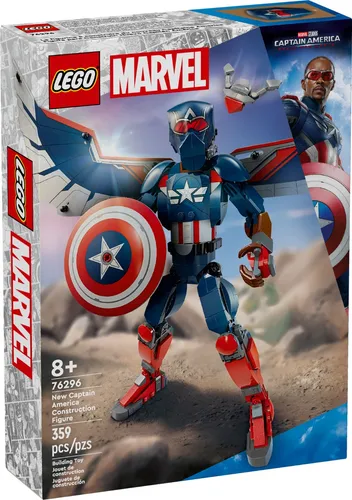 76296
MARVEL STUDIOS
CAPTAIN AMERICA
LEGO
MARVEL
MARVEL
8+
76296
New Captain
America
Construction
Figure
359
pcs/pzs
Building Toy
Jouet de
construction
Juguete de
construcción